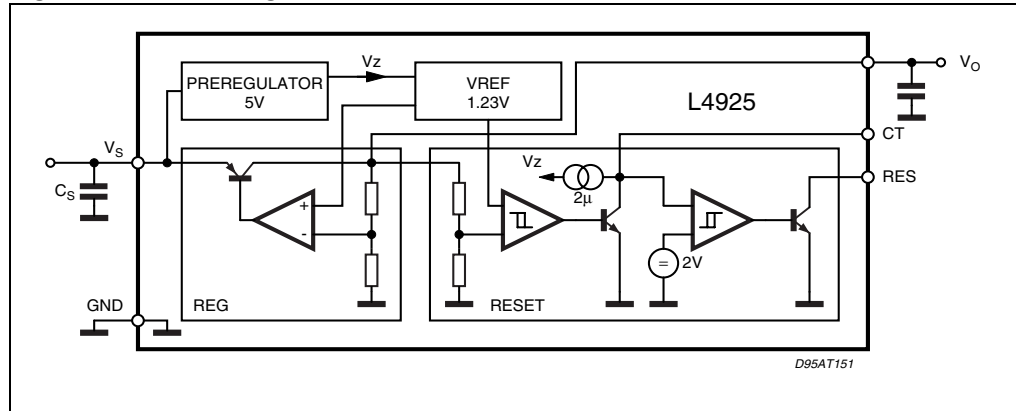 PREREGULATOR
5V
Vz
VREF
1.23V
L4925
VO
CT
RES
VS
CS
+
-
REG
Vz
2μ
=
2V
RESET
GND
D95AT151